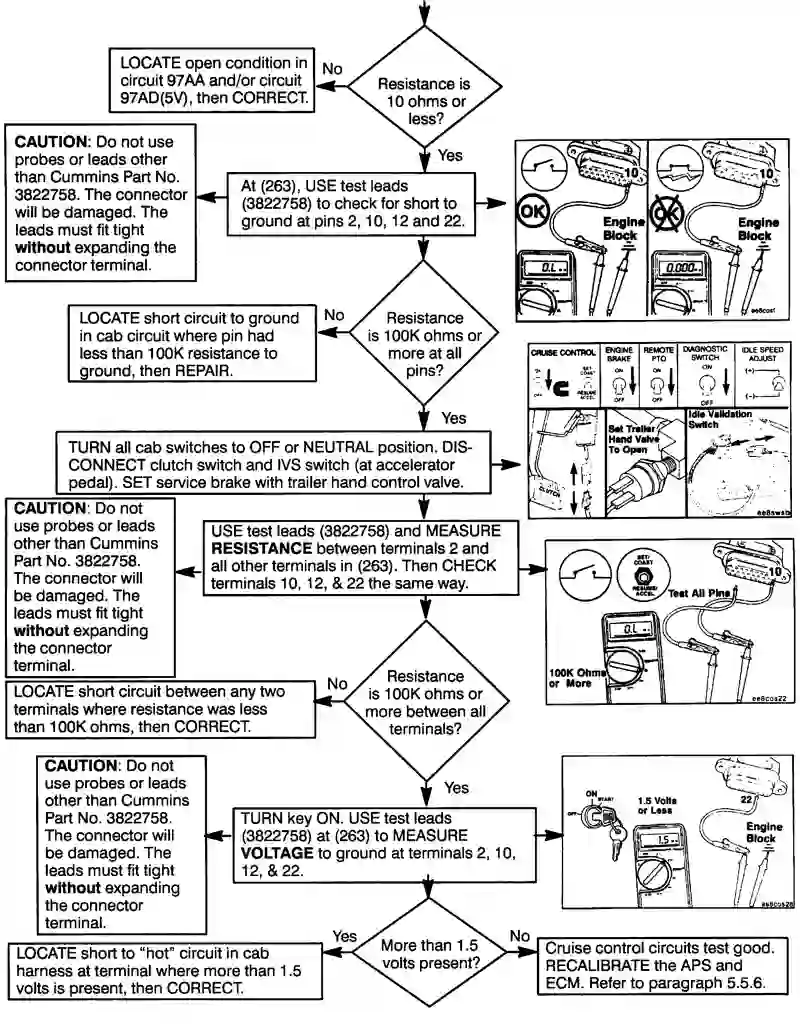 LOCATE open condition in
circuit 97AA and/or circuit
97AD(5V), then CORRECT.
No
Resistance is
10 ohms or
less?
Yes
CAUTION: Do not use
probes or leads other
than Cummins Part No.
3822758. The connector
will be damaged. The
leads must fit tight
without expanding the
connector terminal.
At (263), USE test leads
(3822758) to check for short to
ground at pins 2, 10, 12 and 22.
10
OK
Engine
Block
0.L
10
OK
Engine
Block
0.000
ee8cos1
LOCATE short circuit to ground
in cab circuit where pin had
less than 100K resistance to
ground, then REPAIR.
No
Resistance
is 100K ohms or
more at all
pins?
Yes
CRUISE CONTROL
ON
OFF
SET/
COAST
RESUME/
ACCEL
ENGINE
BRAKE
ON
OFF
REMOTE
PTO
ON
OFF
DIAGNOSTIC
SWITCH
ON
OFF
IDLE SPEED
ADJUST
(+)
(-)
CLUTCH
Set Trailer
Hand Valve
To Open
Idle Validation
Switch
ee8swsb
TURN all cab switches to OFF or NEUTRAL position. DIS-
CONNECT clutch switch and IVS switch (at accelerator
pedal). SET service brake with trailer hand control valve.
CAUTION: Do not
use probes or leads
other than Cummins
Part No. 3822758.
The connector will
be damaged. The
leads must fit tight
without expanding
the connector
terminal.
USE test leads (3822758) and MEASURE
RESISTANCE between terminals 2 and
all other terminals in (263). Then CHECK
terminals 10, 12, & 22 the same way.
SET/
COAST
RESUME/
ACCEL
10
Test All Pins
0.L
100K Ohms
or More
ee8cos22
LOCATE short circuit between any two
terminals where resistance was less
than 100K ohms, then CORRECT.
No
Resistance
is 100K ohms or
more between all
terminals?
Yes
CAUTION: Do not
use probes or leads
other than Cummins
Part No. 3822758.
The connector will
be damaged. The
leads must fit tight
without expanding
the connector
terminal.
TURN key ON. USE test leads
(3822758) at (263) to MEASURE
VOLTAGE to ground at terminals 2, 10,
12, & 22.
ON
OFF
START
1.5 Volts
or Less
1.5
22
Engine
Block
LOCATE short to "hot" circuit in cab
harness at terminal where more than 1.5
volts is present, then CORRECT.
Yes
More than 1.5
volts present?
No
Cruise control circuits test good.
RECALIBRATE the APS and
ECM. Refer to paragraph 5.5.6.